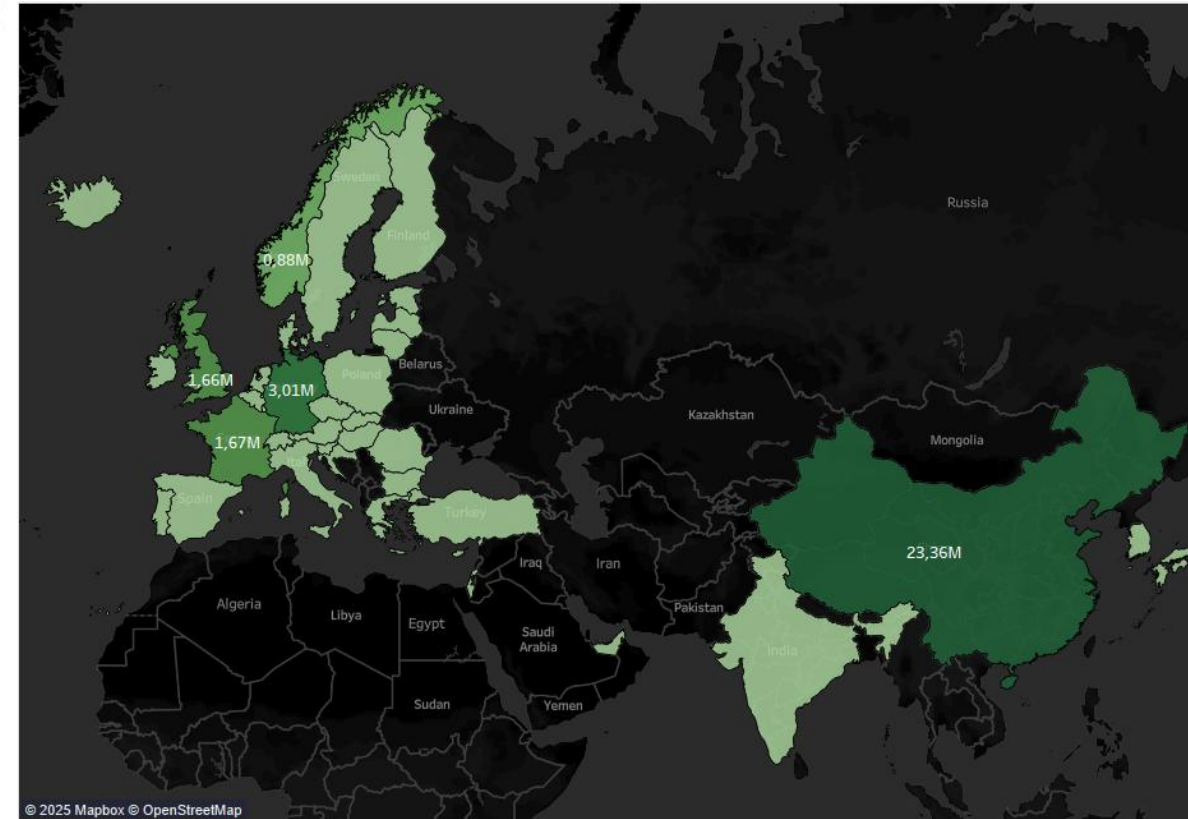 Russia
Sweden
Finland
0,88M
Belarus
1,66M
3,01M
Poland
Ukraine
Kazakhstan
Mongolia
1,67M
Italy
Spain
Turkey
23,36M
Iraq
Iran
Pakistan
Algeria
Libya
Egypt
Saudi
Arabia
India
Sudan
Yemen
© 2025 Mapbox © OpenStreetMap